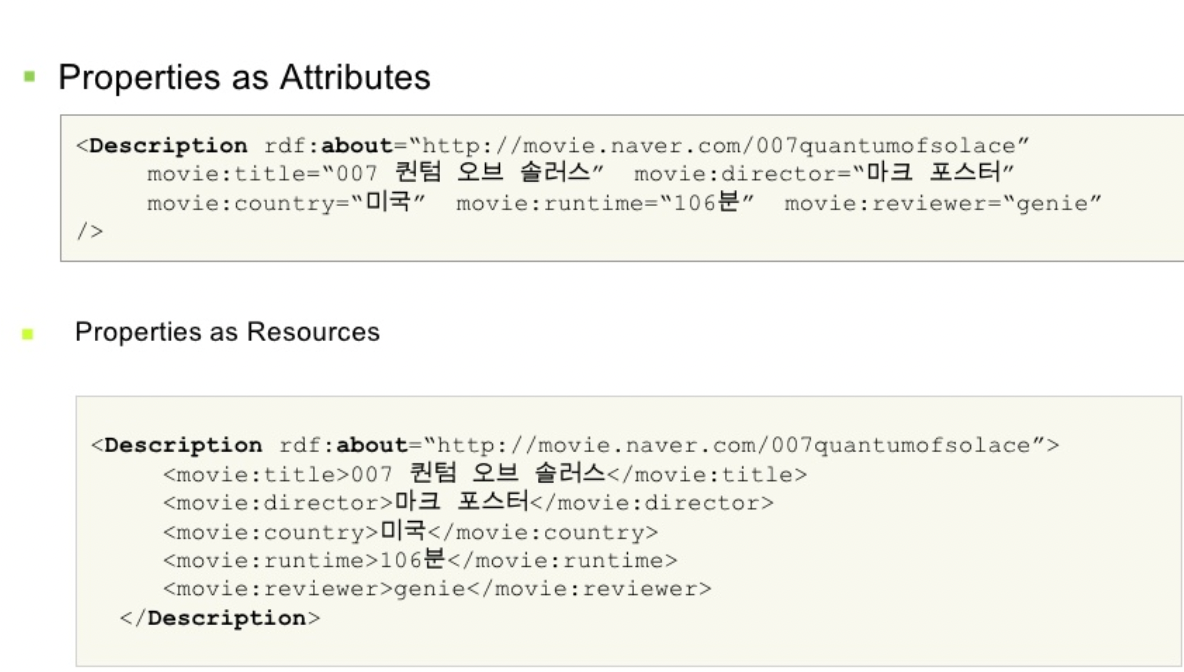 Properties as Attributes
<Description rdf:about=“http://movie.naver.com/007quantumofsolace”
movie:title=“007 퀀텀 오브 솔러스” movie:director=“마크 포스터”
movie:country=“미국” movie:runtime=“106분” movie:reviewer=“genie”
/>
Properties as Resources
<Description rdf:about=“http://movie.naver.com/007quantumofsolace”>
<movie:title>007 퀀텀 오브 솔러스</movie:title>
<movie:director>마크 포스터</movie:director>
<movie:country>미국</movie:country>
<movie:runtime>106분</movie:runtime>
<movie:reviewer>genie</movie:reviewer>
</Description>